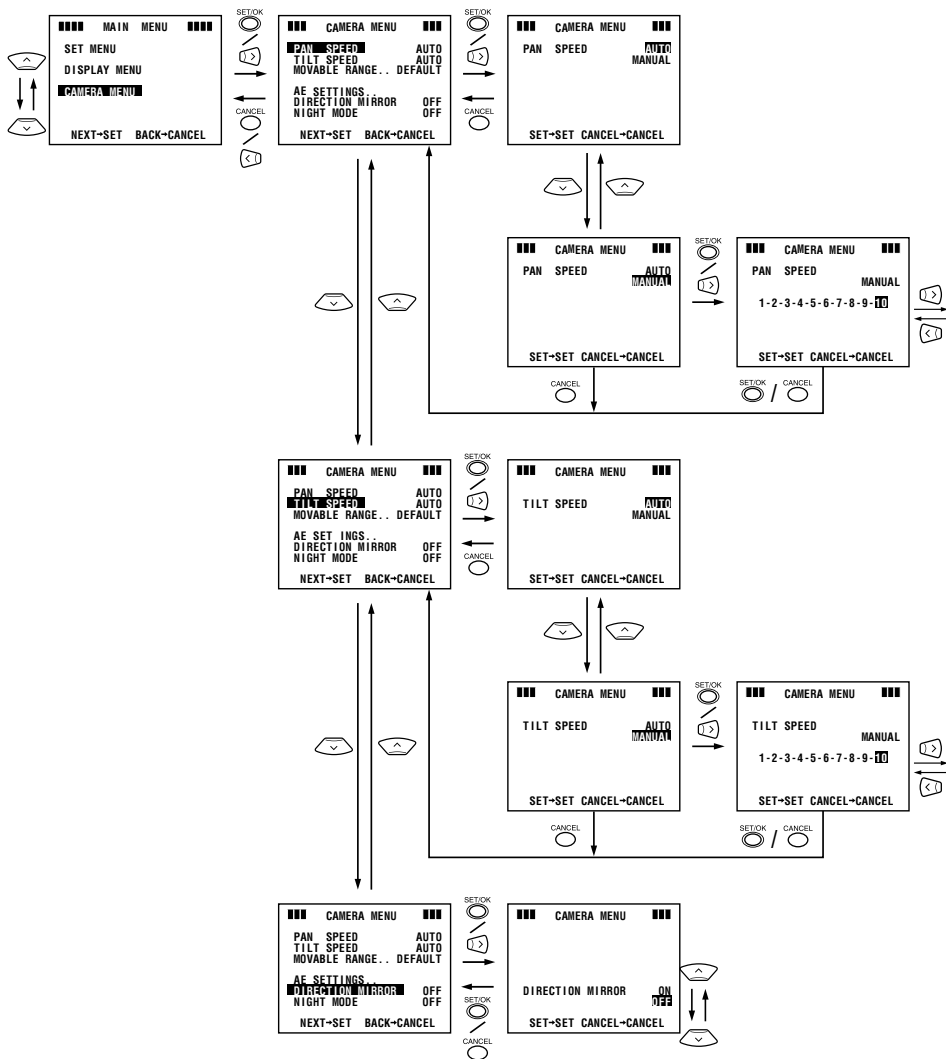 MAIN MENU
SET MENU
DISPLAY MENU
CAMERA MENU
NEXT→SET BACK→CANCEL
SET/OK
/
CANCEL
/
CAMERA MENU
PAN SPEED AUTO
TILT SPEED AUTO
MOVABLE RANGE.. DEFAULT
AE SETTINGS..
DIRECTION MIRROR OFF
NIGHT MODE OFF
NEXT→SET BACK→CANCEL
SET/OK
/
CANCEL
CAMERA MENU
PAN SPEED AUTO
MANUAL
SET→SET CANCEL→CANCEL
CAMERA MENU
PAN SPEED AUTO
MANUAL
SET→SET CANCEL→CANCEL
SET/OK
/
CAMERA MENU
PAN SPEED
MANUAL
1-2-3-4-5-6-7-8-9-10
SET→SET CANCEL→CANCEL
CANCEL
SET/OK / CANCEL
CAMERA MENU
PAN SPEED AUTO
TILT SPEED AUTO
MOVABLE RANGE.. DEFAULT
AE SET INGS..
DIRECTION MIRROR OFF
NIGHT MODE OFF
NEXT→SET BACK→CANCEL
SET/OK
/
CANCEL
CAMERA MENU
TILT SPEED AUTO
MANUAL
SET→SET CANCEL→CANCEL
CAMERA MENU
TILT SPEED AUTO
MANUAL
SET→SET CANCEL→CANCEL
SET/OK
/
CAMERA MENU
TILT SPEED
MANUAL
1-2-3-4-5-6-7-8-9-10
SET→SET CANCEL→CANCEL
CANCEL
SET/OK / CANCEL
CAMERA MENU
PAN SPEED AUTO
TILT SPEED AUTO
MOVABLE RANGE.. DEFAULT
AE SETTINGS..
DIRECTION MIRROR OFF
NIGHT MODE OFF
NEXT→SET BACK→CANCEL
SET/OK
/
SET/OK
/
CANCEL
CAMERA MENU
DIRECTION MIRROR ON
OFF
SET→SET CANCEL→CANCEL